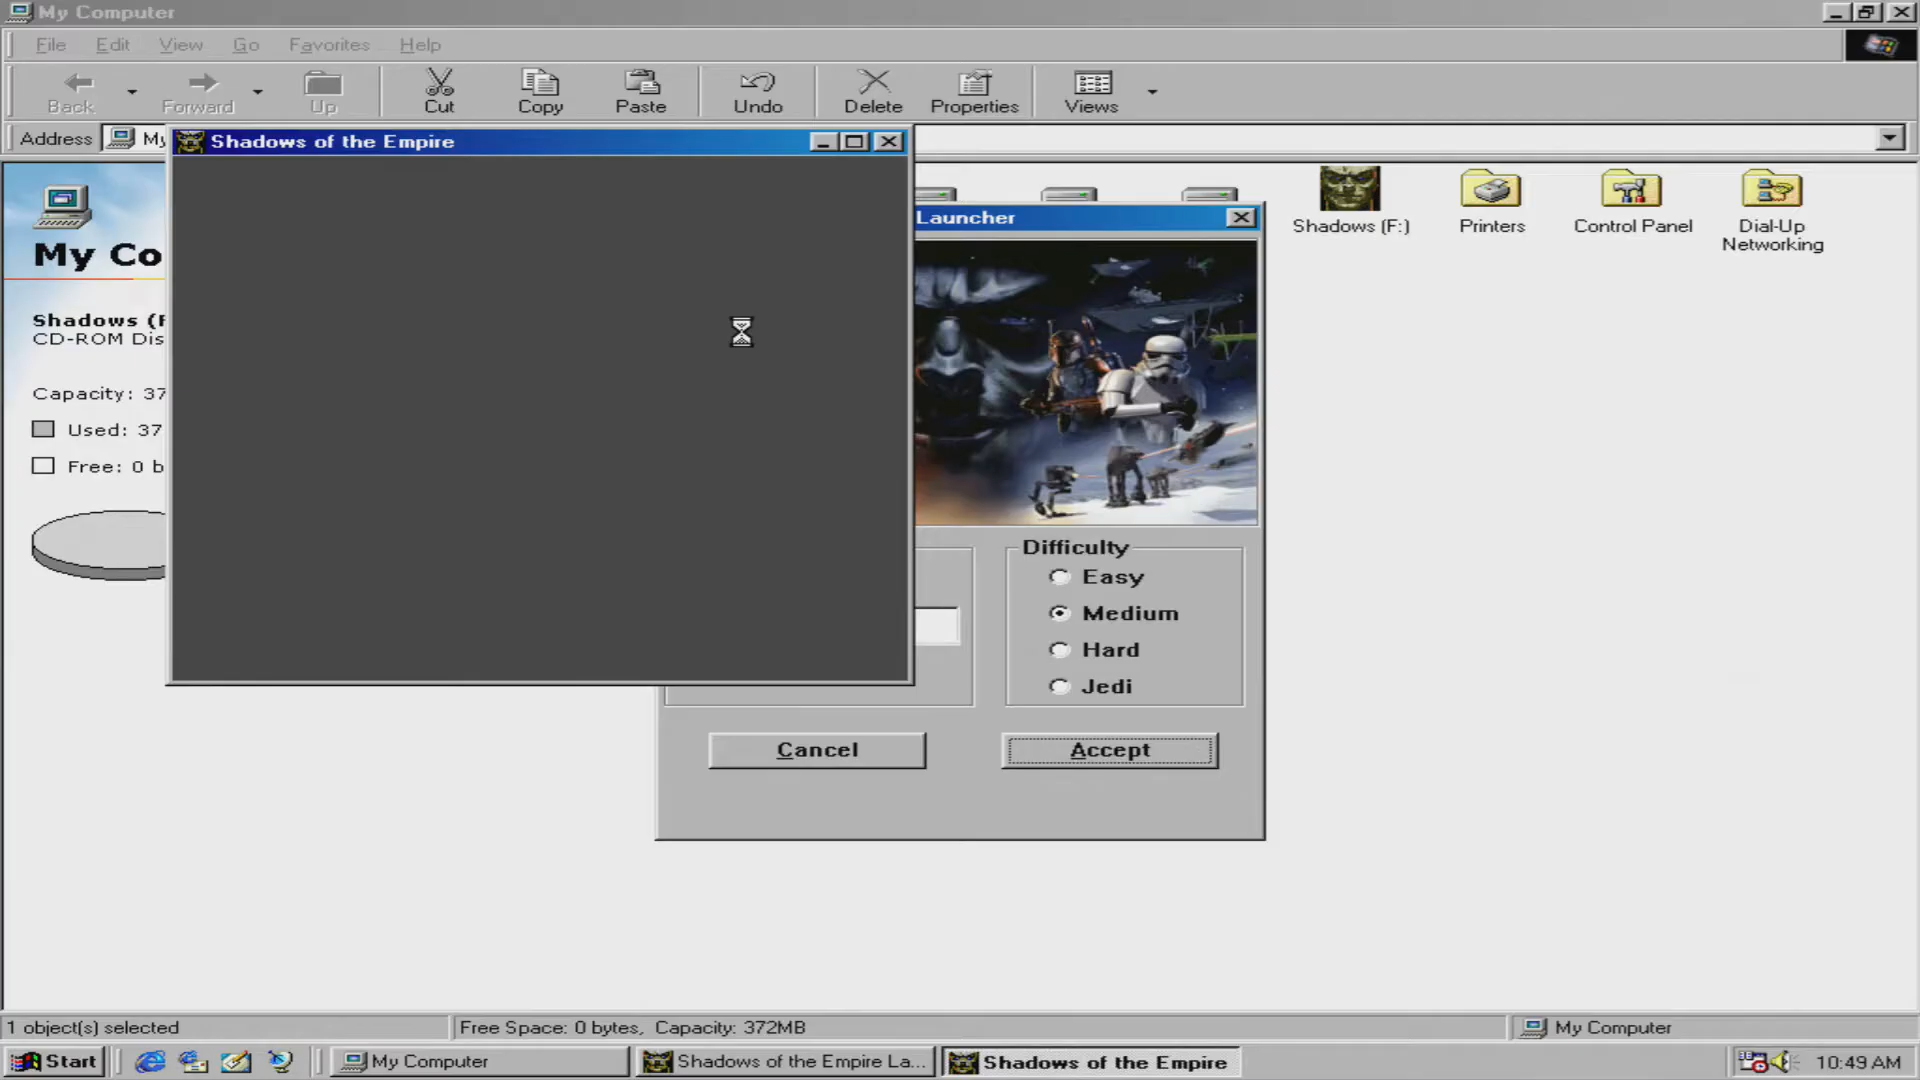 My Computer
File Edit View Go Favorites Help
Back Forward Up Cut Copy Paste Undo Delete Properties Views
Address My
Shadows of the Empire
Launcher
Shadows (F:) Printers Control Panel Dial-Up
Networking
My Co
Shadows (F
CD-ROM Dis
Capacity: 37
Used: 37
Free: 0 b
Difficulty
Easy
Medium
Hard
Jedi
Cancel Accept
1 object(s) selected Free Space: 0 bytes, Capacity: 372MB My Computer
Start My Computer Shadows of the Empire La... Shadows of the Empire 10:49 AM